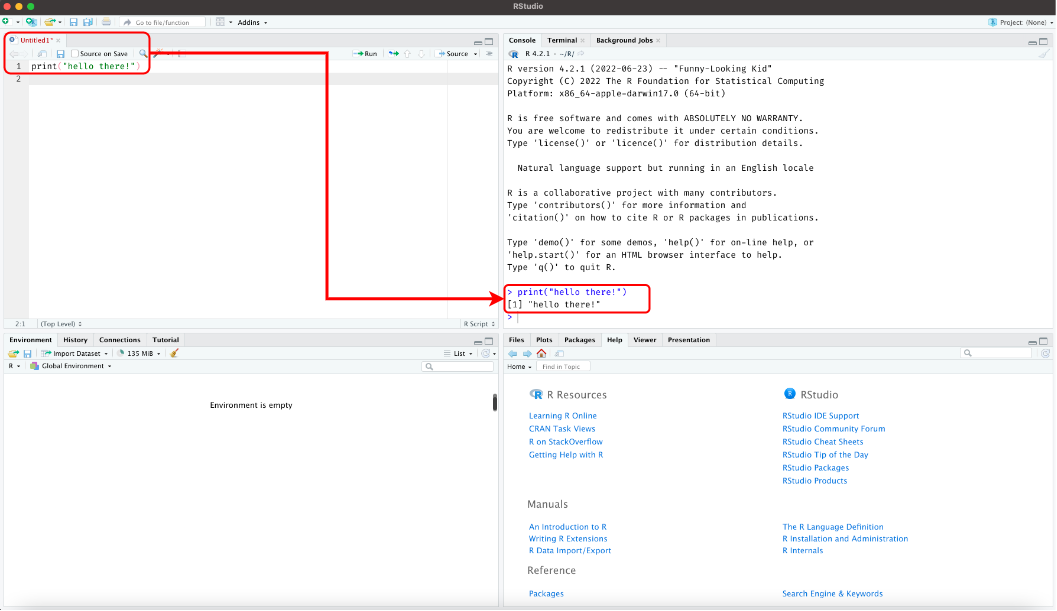 RStudio
Go to file/function
Addins
Project: (None)
Untitled1*
Source on Save
Run
Source
1 print("hello there!")
2
2:1 (Top Level)
R Script
Console Terminal Background Jobs
R 4.2.1 · ~/R/
R version 4.2.1 (2022-06-23) -- "Funny-Looking Kid"
Copyright (C) 2022 The R Foundation for Statistical Computing
Platform: x86_64-apple-darwin17.0 (64-bit)
R is free software and comes with ABSOLUTELY NO WARRANTY.
You are welcome to redistribute it under certain conditions.
Type 'license()' or 'licence()' for distribution details.
Natural language support but running in an English locale
R is a collaborative project with many contributors.
Type 'contributors()' for more information and
'citation()' on how to cite R or R packages in publications.
Type 'demo()' for some demos, 'help()' for on-line help, or
'help.start()' for an HTML browser interface to help.
Type 'q()' to quit R.
> print("hello there!")
[1] "hello there!"
>
Environment History Connections Tutorial
Import Dataset 135 MiB List
R Global Environment
Environment is empty
Files Plots Packages Help Viewer Presentation
Home Find in Topic
R Resources
Learning R Online
CRAN Task Views
R on StackOverflow
Getting Help with R
RStudio
RStudio IDE Support
RStudio Community Forum
RStudio Cheat Sheets
RStudio Tip of the Day
RStudio Packages
RStudio Products
Manuals
An Introduction to R
Writing R Extensions
R Data Import/Export
The R Language Definition
R Installation and Administration
R Internals
Reference
Packages
Search Engine & Keywords